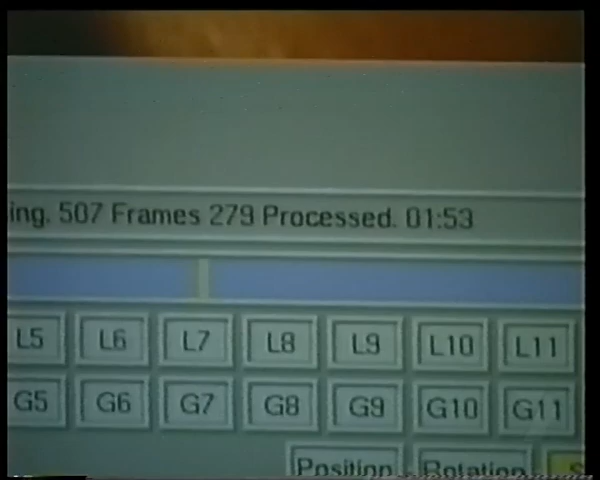 ing. 507 Frames 279 Processed. 01:53
L5 L6 L7 L8 L9 L10 L11
G5 G6 G7 G8 G9 G10 G11
Position Rotation S